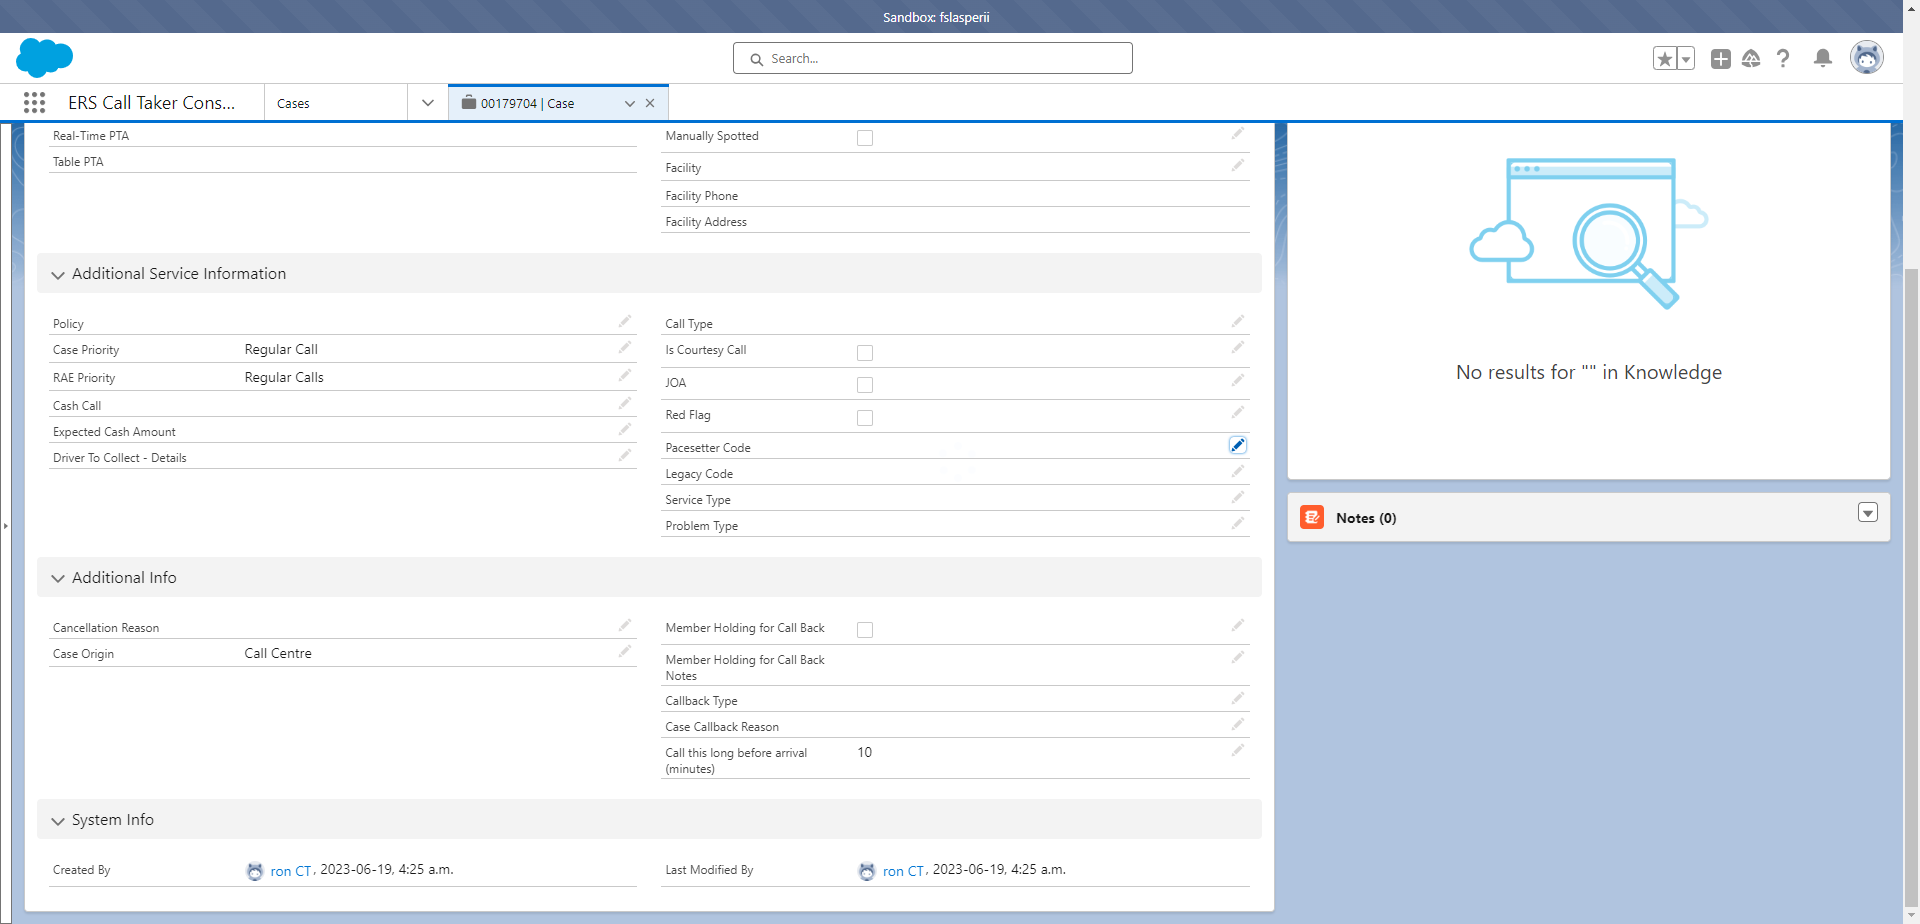 Sandbox: fslasperii
Search...
ERS Call Taker Cons...
Cases
00179704 | Case
Real-Time PTA
Manually Spotted
Table PTA
Facility
Facility Phone
Facility Address
Additional Service Information
Policy
Call Type
Case Priority Regular Call
Is Courtesy Call
RAE Priority Regular Calls
JOA
Cash Call
Red Flag
Expected Cash Amount
Pacesetter Code
Driver To Collect - Details
Legacy Code
Service Type
Problem Type
Additional Info
Cancellation Reason
Member Holding for Call Back
Case Origin Call Centre
Member Holding for Call Back
Notes
Callback Type
Case Callback Reason
Call this long before arrival 10
(minutes)
System Info
Created By ron CT, 2023-06-19, 4:25 a.m.
Last Modified By ron CT, 2023-06-19, 4:25 a.m.
No results for "" in Knowledge
Notes (0)